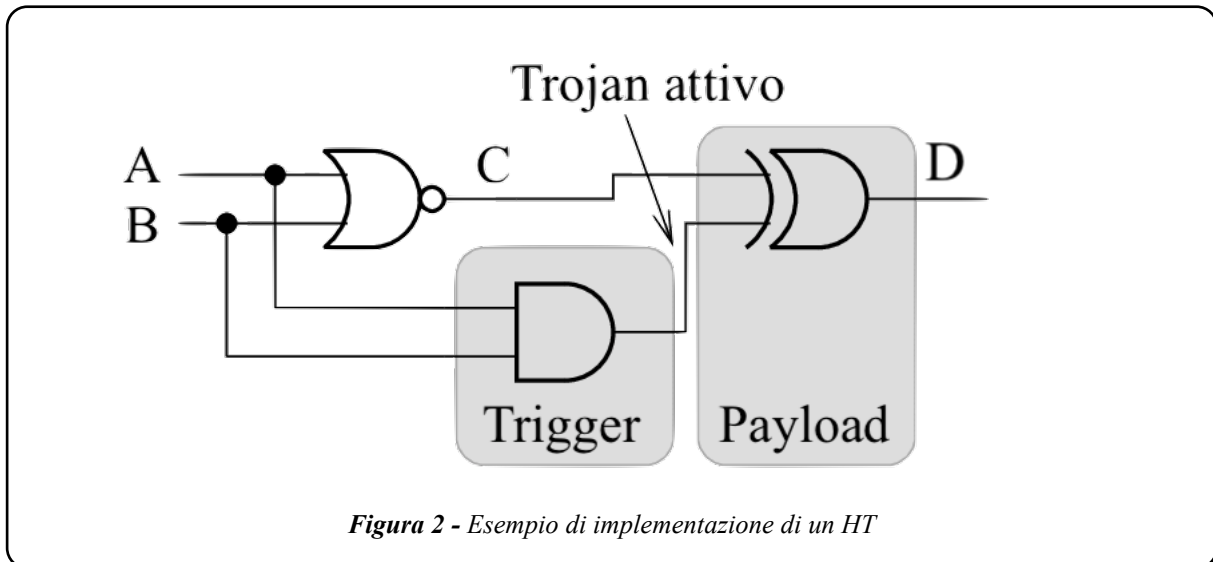 Trojan attivo
A
C
D
B
Trigger
Payload
Figura 2 - Esempio di implementazione di un HT